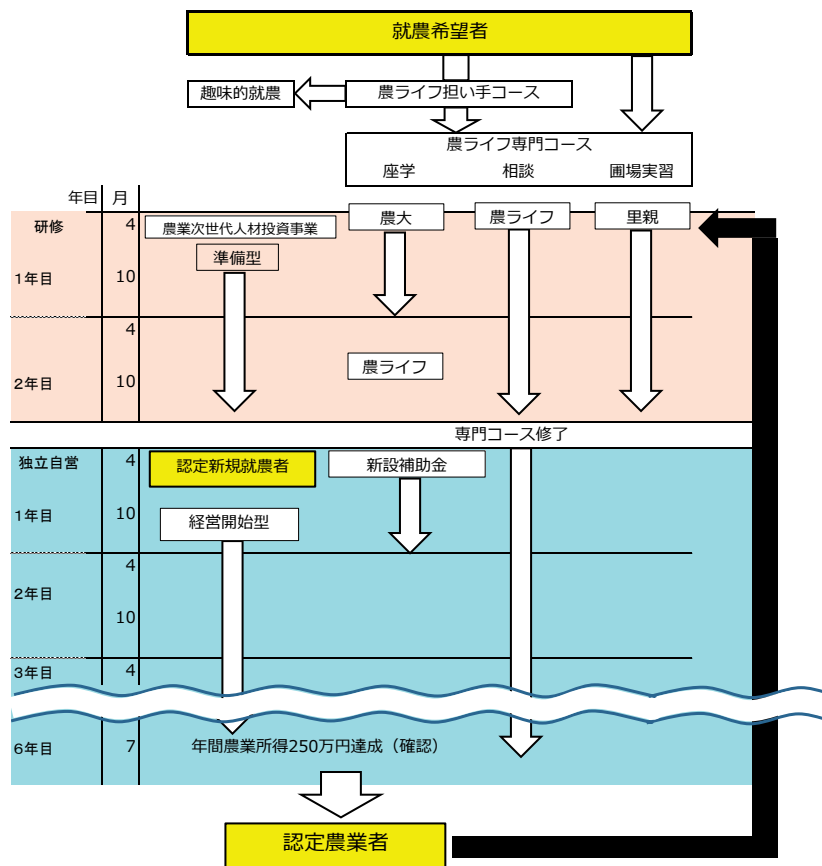 就農希望者
趣味的就農
農ライフ担い手コース
農ライフ専門コース
座学 相談 圃場実習
年目 月
研修 4
農業次世代人材投資事業
農大
農ライフ
里親
準備型
1年目 10
4
農ライフ
2年目 10
専門コース修了
独立自営 4
認定新規就農者
新設補助金
1年目 10
経営開始型
4
2年目
10
3年目 4
6年目 7 年間農業所得250万円達成（確認）
認定農業者